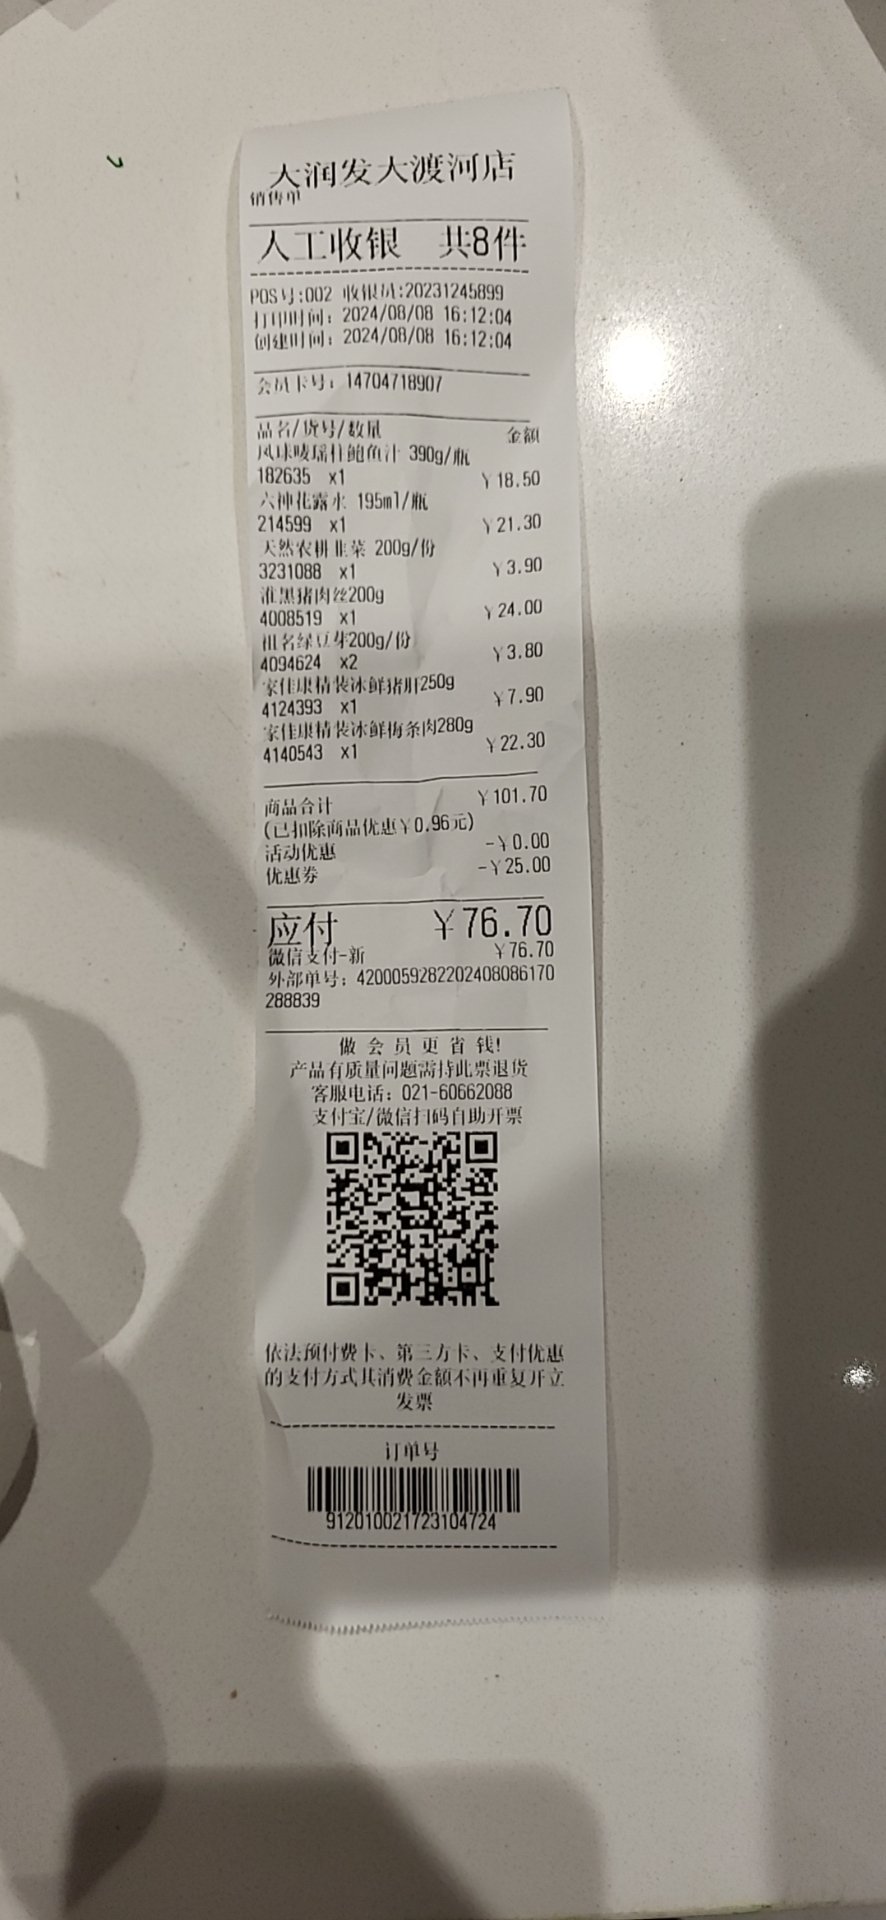 大润发大渡河店
销售单
人工收银 共8件
POS号:002 收银员:20231245899
打印时间：2024/08/08 16:12:04
创建时间：2024/08/08 16:12:04
会员卡号：14704718907
品名/货号/数量 金额
风味唛瑶柱鲍鱼汁 390g/瓶
182635 x1 ￥18.50
六神花露水 195ml/瓶
214599 x1 ￥21.30
天然农耕韭菜 200g/份
3231088 x1 ￥3.90
淮黑猪肉丝200g
4008519 x1 ￥24.00
祖名绿豆芽200g/份
4094624 x2 ￥3.80
家佳康精装冰鲜猪肝250g
4124393 x1 ￥7.90
家佳康精装冰鲜梅条肉280g
4140543 x1 ￥22.30
商品合计 ￥101.70
(已扣除商品优惠￥0.96元)
活动优惠 -￥0.00
优惠券 -￥25.00
应付 ￥76.70
微信支付-新 ￥76.70
外部单号：4200059282202408086170
288839
做会员更省钱!
产品有质量问题需持此票退货
客服电话：021-60662088
支付宝/微信扫码自助开票
依法预付费卡、第三方卡、支付优惠
的支付方式其消费金额不再重复开立
发票
订单号
912010021723104724